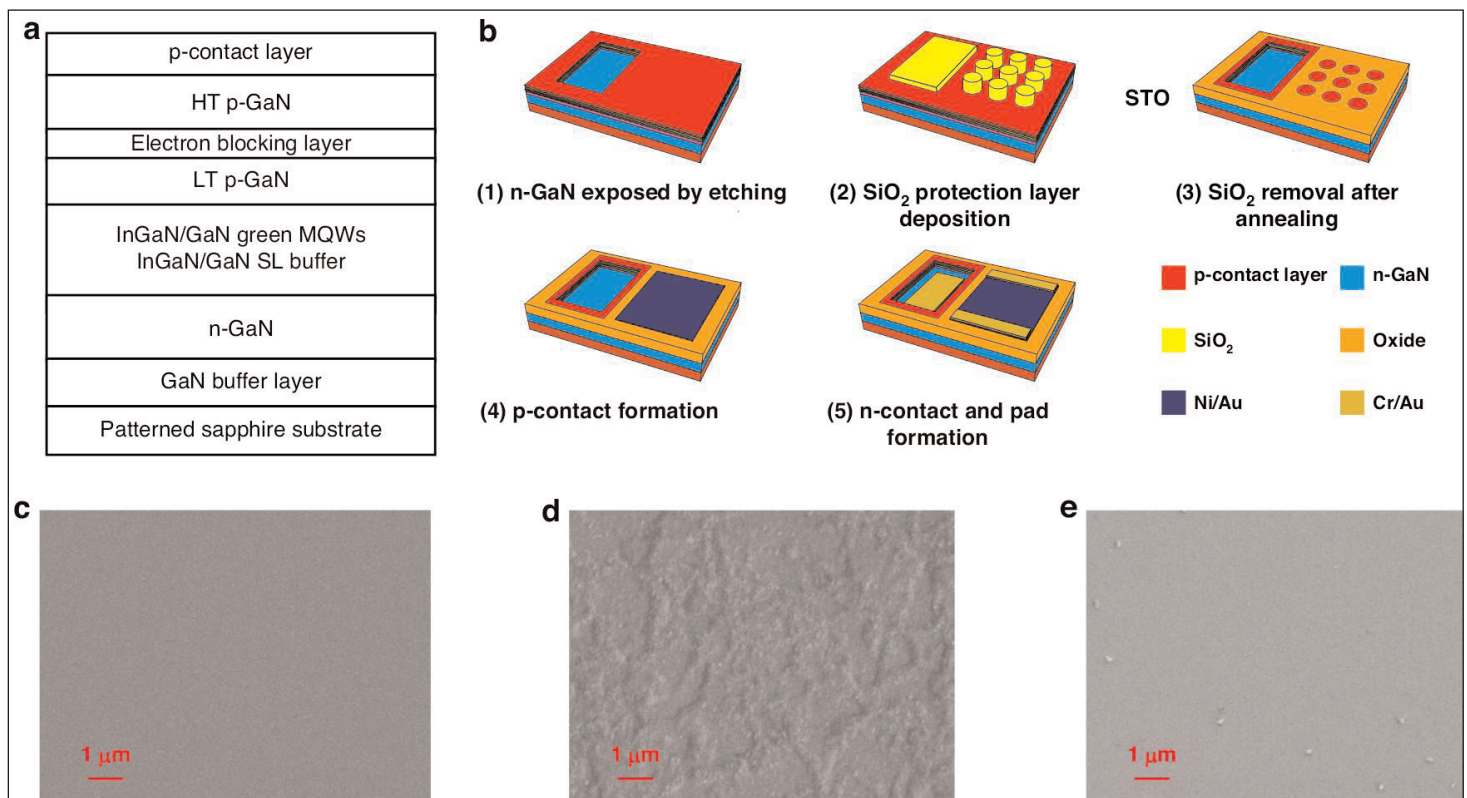 a
p-contact layer
HT p-GaN
Electron blocking layer
LT p-GaN
InGaN/GaN green MQWs
InGaN/GaN SL buffer
n-GaN
GaN buffer layer
Patterned sapphire substrate
b
(1) n-GaN exposed by etching
(2) SiO₂ protection layer
deposition
STO
(3) SiO₂ removal after
annealing
(4) p-contact formation
(5) n-contact and pad
formation
p-contact layer
n-GaN
SiO₂
Oxide
Ni/Au
Cr/Au
c
1 μm
d
1 μm
e
1 μm